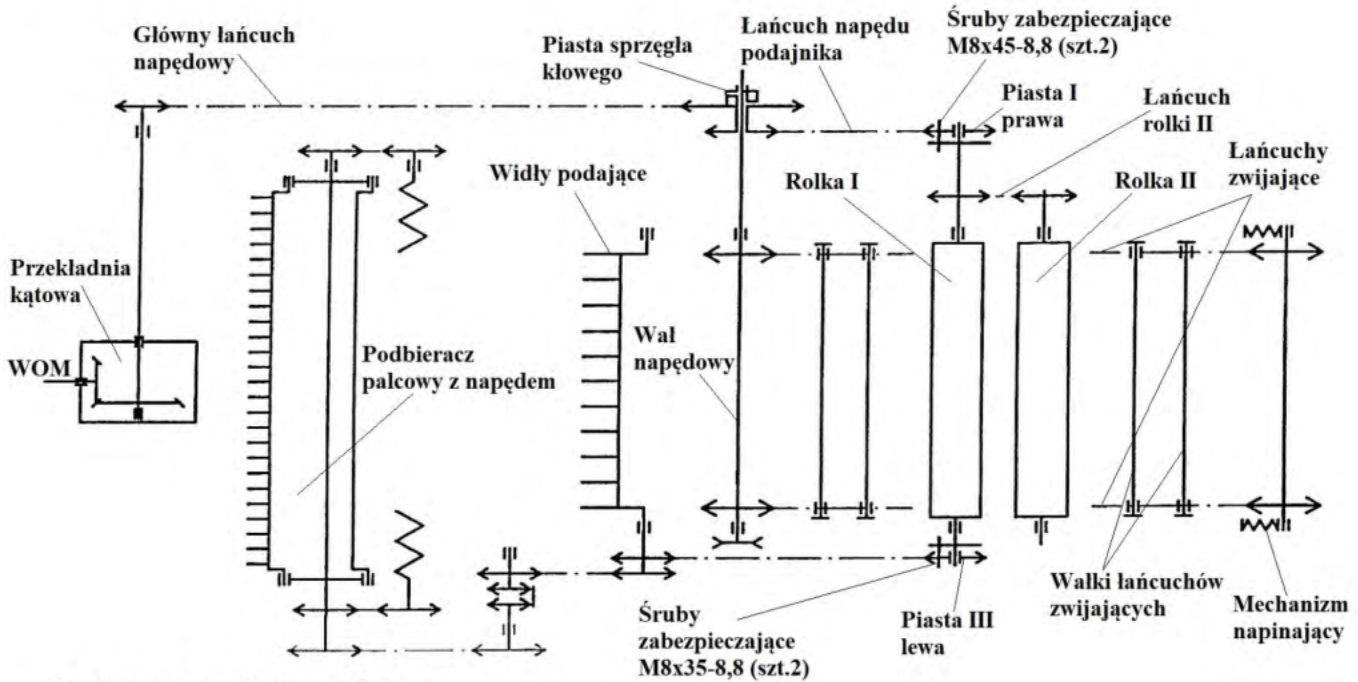 Główny łańcuch
napędowy
Piasta sprzęgła
kłowego
Łańcuch napędu
podajnika
Śruby zabezpieczające
M8x45-8,8 (szt.2)
Piasta I
prawa
Łańcuch
rolki II
Łańcuchy
zwijające
Widły podające
Rolka I
Rolka II
Przekładnia
kątowa
WOM
Podbieracz
palcowy z napędem
Wał
napędowy
Śruby
zabezpieczające
M8x35-8,8 (szt.2)
Piasta III
lewa
Wałki łańcuchów
zwijających
Mechanizm
napinający